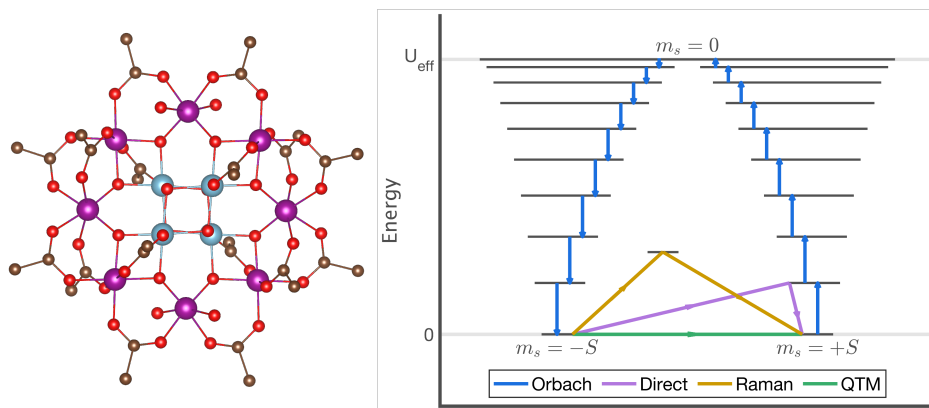 m_s = 0
U_eff
Energy
0
m_s = −S
m_s = +S
Orbach
Direct
Raman
QTM